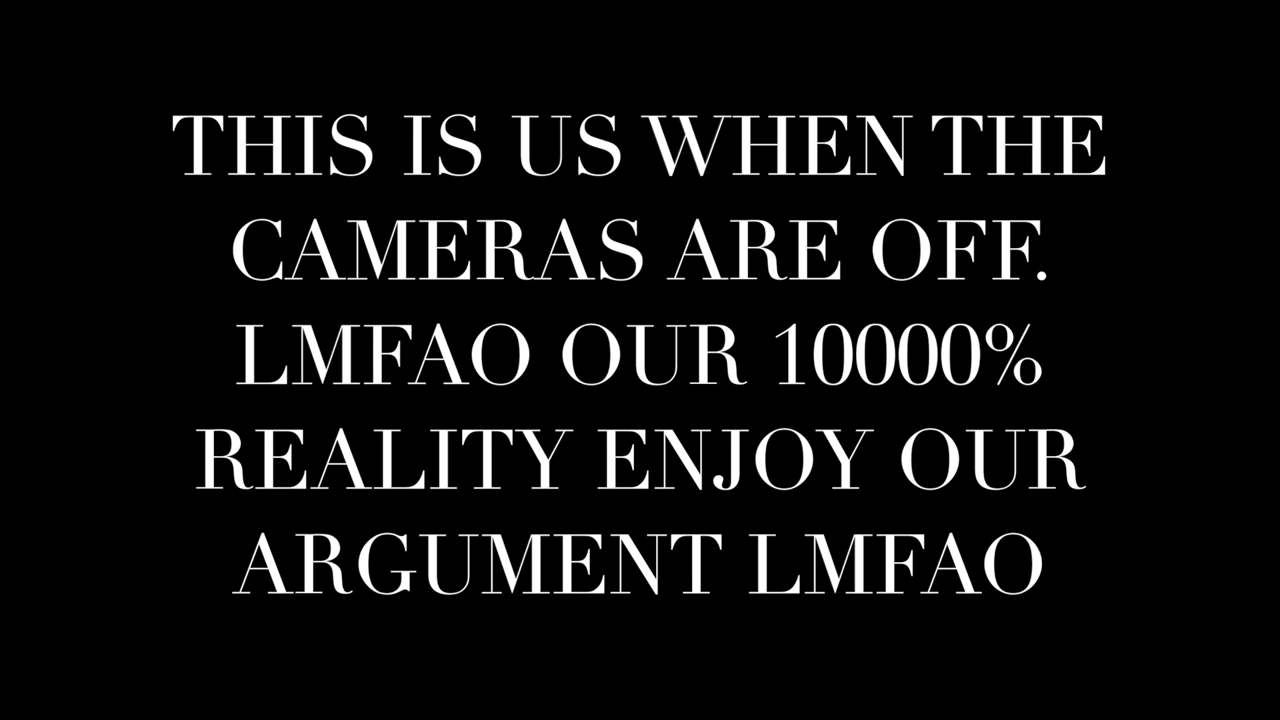 THIS IS US WHEN THE
CAMERAS ARE OFF.
LMFAO OUR 10000%
REALITY ENJOY OUR
ARGUMENT LMFAO